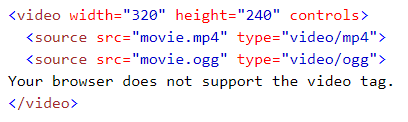 <video width="320" height="240" controls>
  <source src="movie.mp4" type="video/mp4">
  <source src="movie.ogg" type="video/ogg">
Your browser does not support the video tag.
</video>